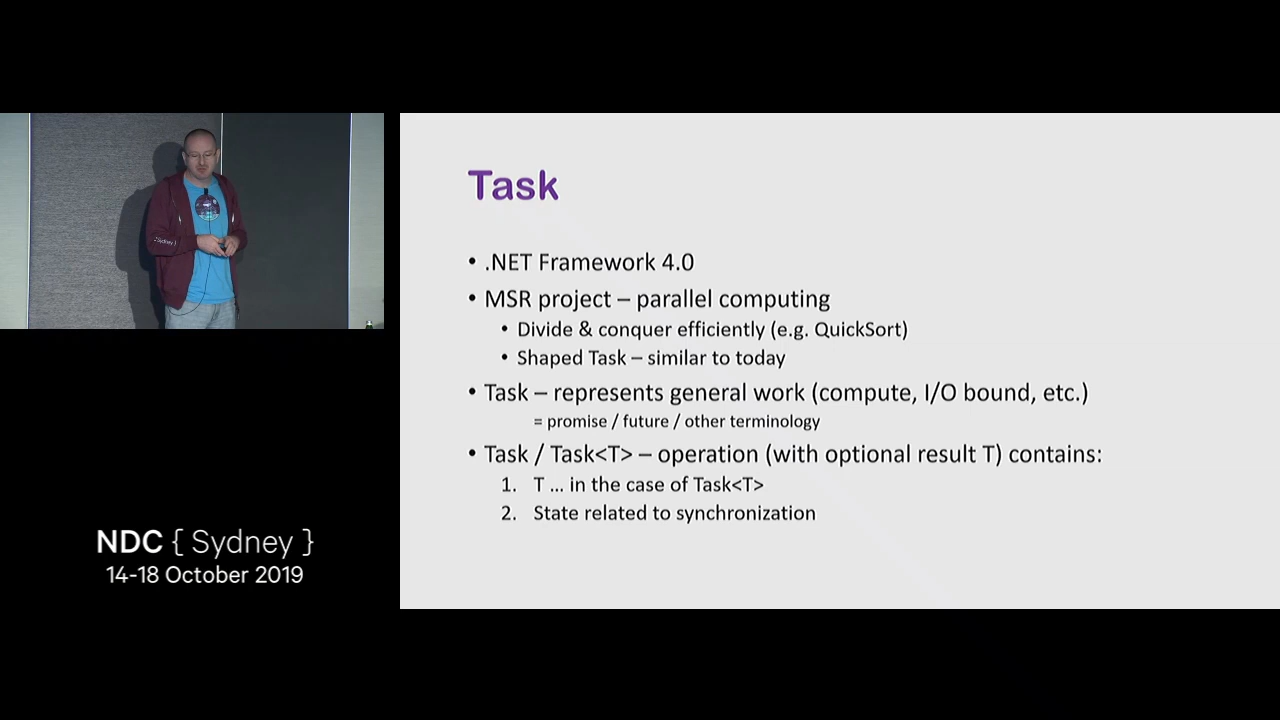 Task
• .NET Framework 4.0
• MSR project – parallel computing
• Divide & conquer efficiently (e.g. QuickSort)
• Shaped Task – similar to today
• Task – represents general work (compute, I/O bound, etc.)
= promise / future / other terminology
• Task / Task<T> – operation (with optional result T) contains:
1. T … in the case of Task<T>
2. State related to synchronization
Sydney }
NDC { Sydney }
14-18 October 2019